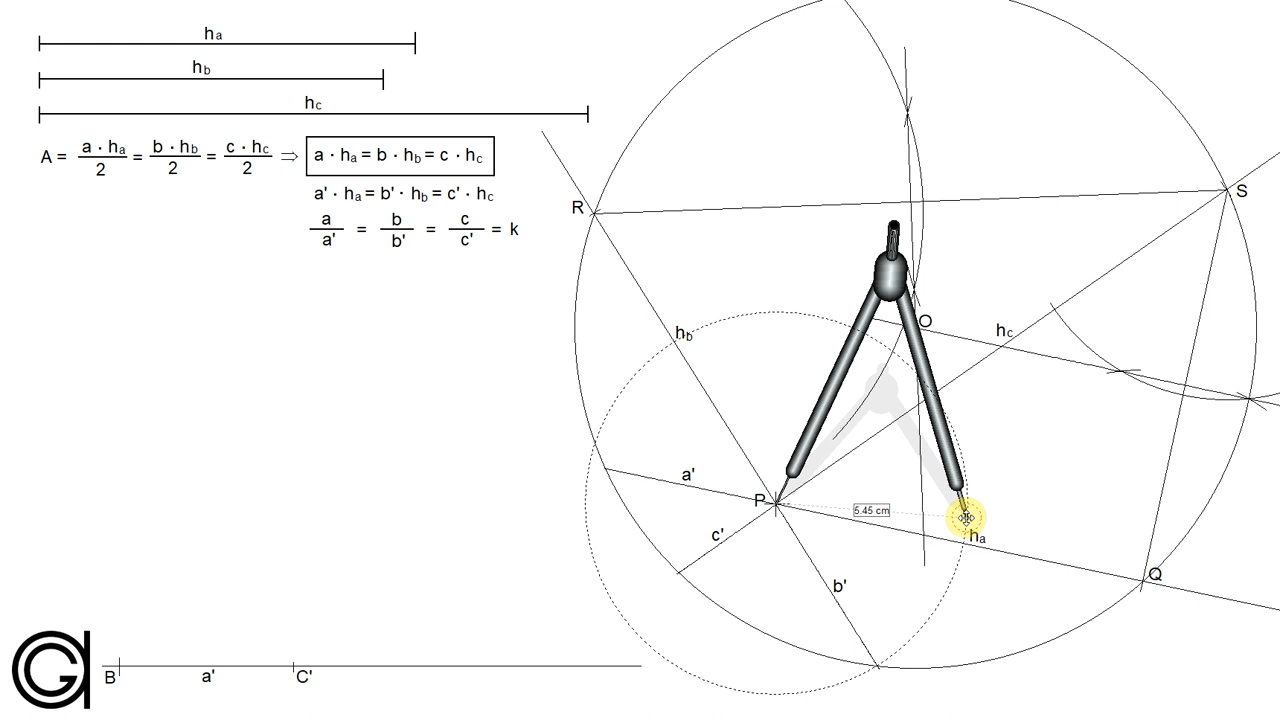 hₐ
h_b
h_c
A = a · hₐ / 2 = b · h_b / 2 = c · h_c / 2 ⇒ a · hₐ = b · h_b = c · h_c
a' · hₐ = b' · h_b = c' · h_c
a / a' = b / b' = c / c' = k
R
S
O
h_c
h_b
a'
P
5.45 cm
hₐ
c'
Q
b'
B a' C'